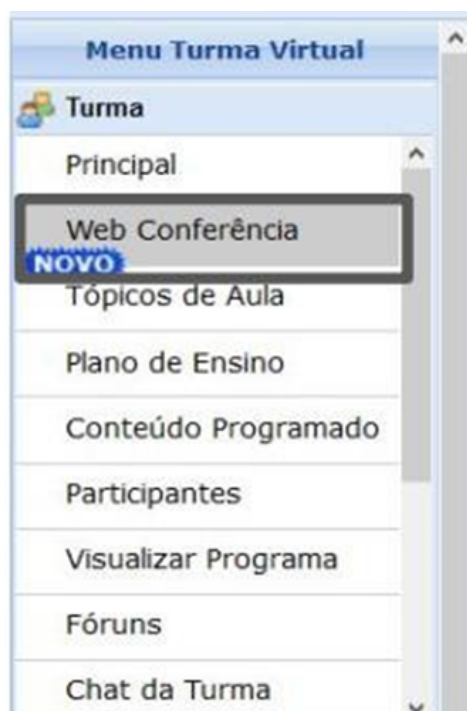 Menu Turma Virtual
Turma
Principal
Web Conferência
NOVO
Tópicos de Aula
Plano de Ensino
Conteúdo Programado
Participantes
Visualizar Programa
Fóruns
Chat da Turma